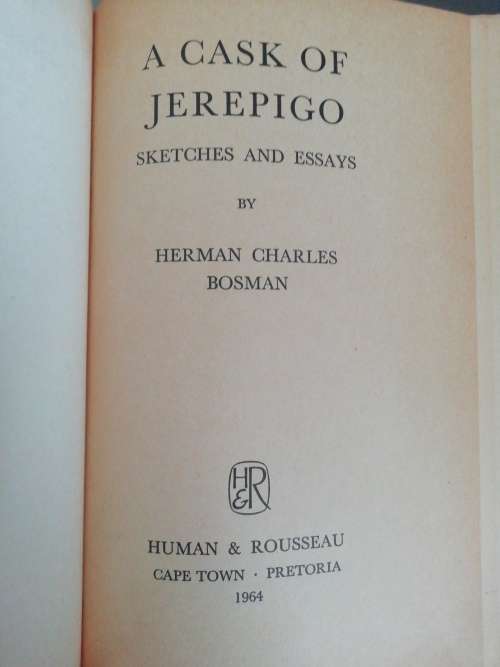 A CASK OF
JEREPIGO
SKETCHES AND ESSAYS
BY
HERMAN CHARLES
BOSMAN
H&R
HUMAN & ROUSSEAU
CAPE TOWN · PRETORIA
1964